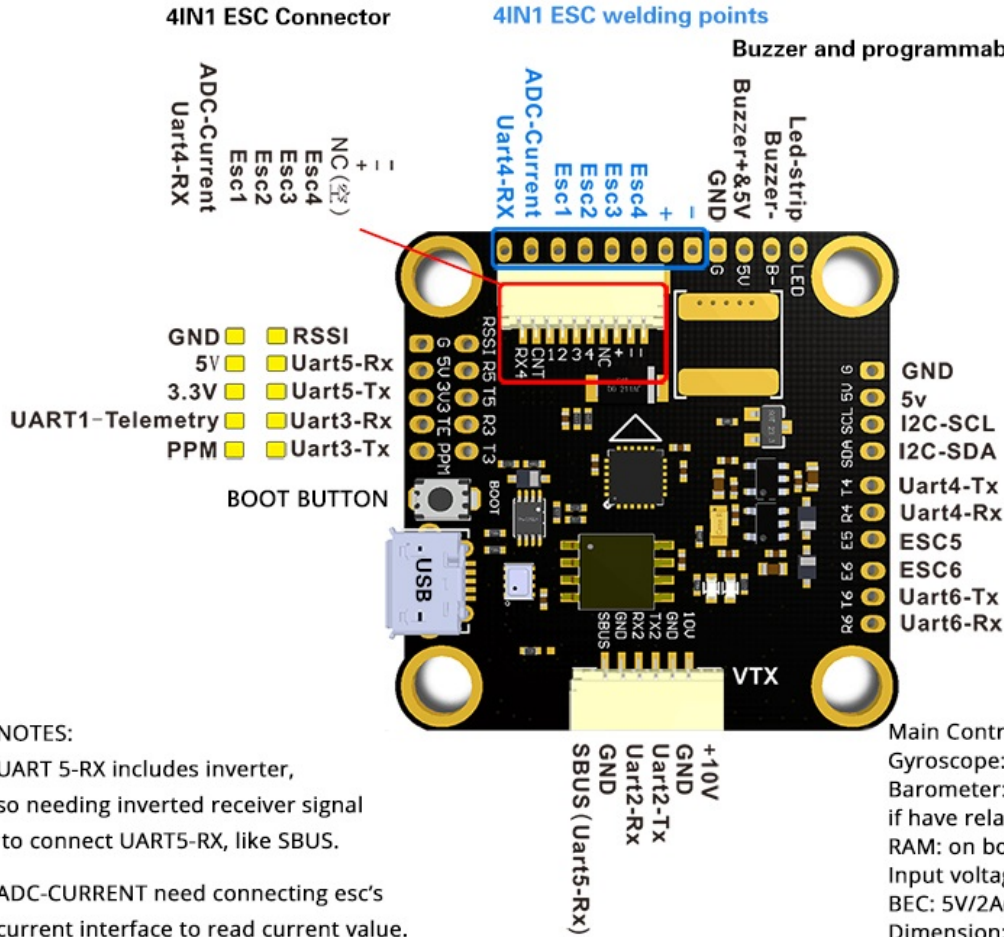 4IN1 ESC Connector
4IN1 ESC welding points
Buzzer and programmab
Uart4-RX
ADC-Current
Esc1
Esc2
Esc3
Esc4
NC(空)
+
-
-
Uart4-RX
ADC-Current
Esc1
Esc2
Esc3
Esc4
+
-
GND
Buzzer+&5V
Buzzer-
Led-strip
G
5V
B-
LED
RX4
CNT
1
2
3
4
NC
+
-
-
GND
RSSI
5V
Uart5-Rx
3.3V
Uart5-Tx
UART1-Telemetry
Uart3-Rx
PPM
Uart3-Tx
G
5V
3V3
TE
PPM
RSSI
R5
T5
R3
T3
BOOT BUTTON
BOOT
USB
G
5V
SCL
SDA
T4
R4
E5
E6
T6
R6
GND
5v
I2C-SCL
I2C-SDA
Uart4-Tx
Uart4-Rx
ESC5
ESC6
Uart6-Tx
Uart6-Rx
SBUS
GND
RX2
TX2
GND
10V
VTX
SBUS(Uart5-Rx)
GND
Uart2-Rx
Uart2-Tx
GND
+10V
NOTES:
UART 5-RX includes inverter,
so needing inverted receiver signal
to connect UART5-RX, like SBUS.
ADC-CURRENT need connecting esc's
current interface to read current value.
Main Contr
Gyroscope:
Barometer:
if have rela
RAM: on bo
Input voltag
BEC: 5V/2A
Dimension: